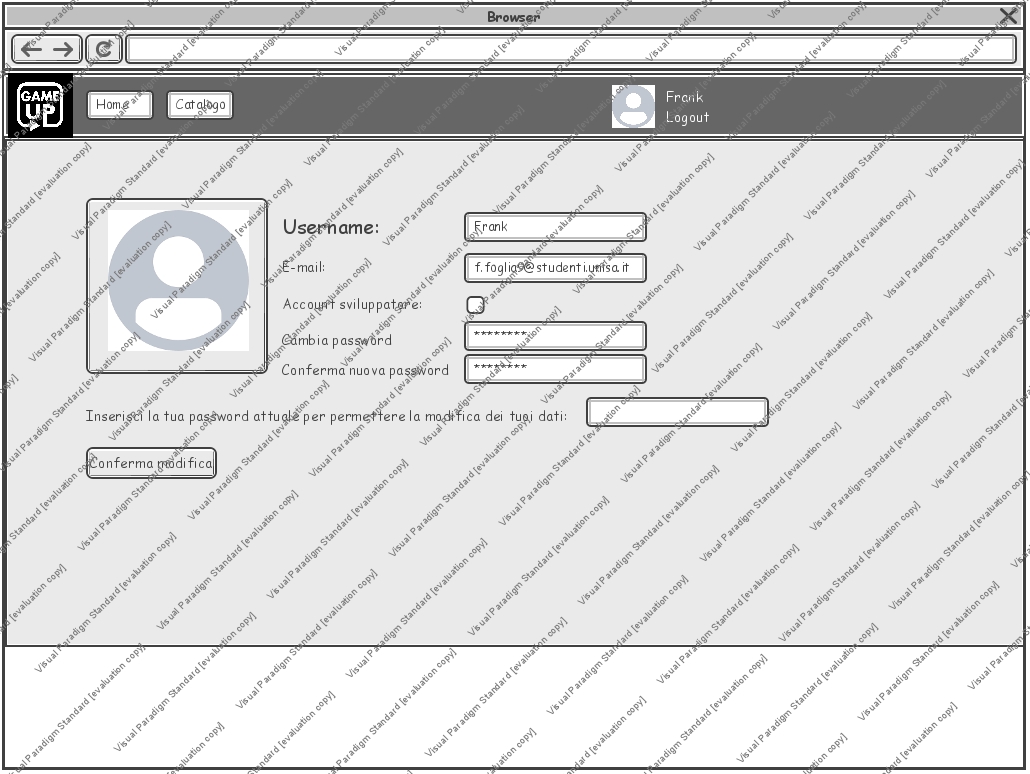 Browser
GAME UP
Home
Catalogo
Frank
Logout
Username:
Frank
E-mail:
f.foglia9@studenti.unisa.it
Account sviluppatore:
Cambia password
********
Conferma nuova password
********
Inserisci la tua password attuale per permettere la modifica dei tuoi dati:
Conferma modifica
Visual Paradigm Standard [evaluation copy]